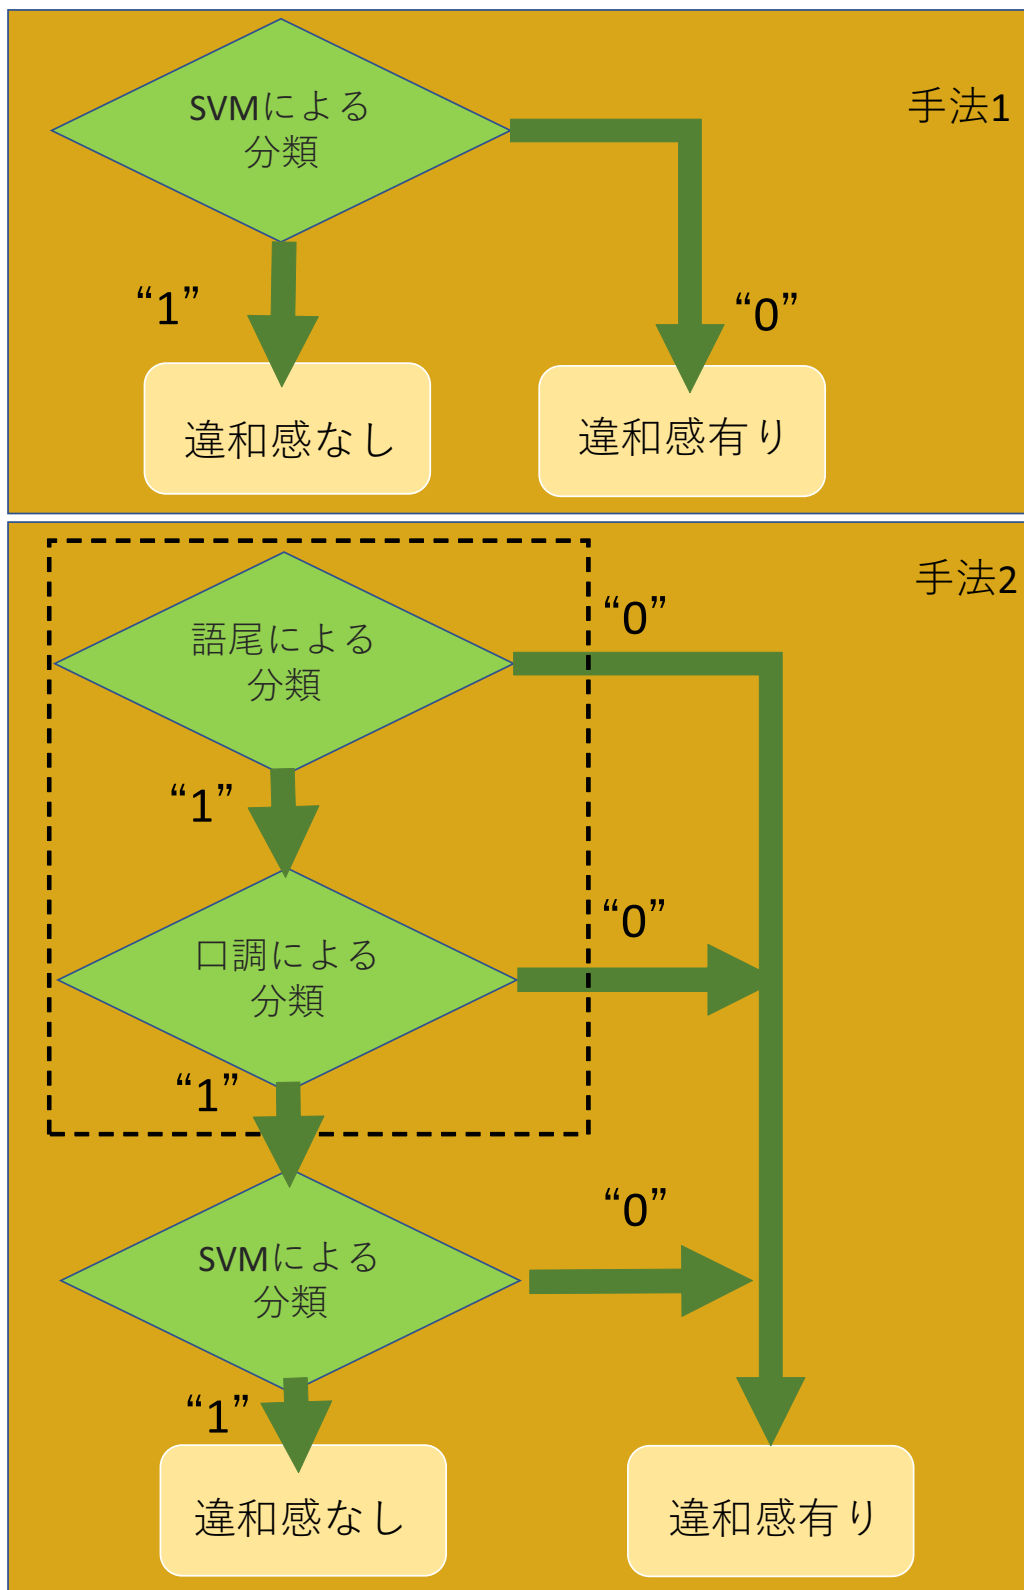 手法1
SVMによる
分類
“1”
“0”
違和感なし
違和感有り
手法2
語尾による
分類
“0”
“1”
口調による
分類
“0”
“1”
SVMによる
分類
“0”
“1”
違和感なし
違和感有り